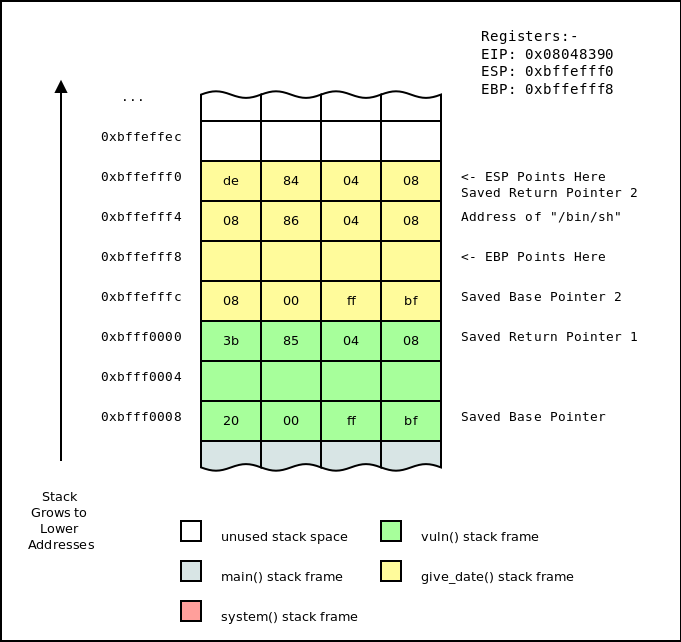 Registers:-
EIP: 0x08048390
ESP: 0xbffefff0
EBP: 0xbffefff8
...
0xbffeffec
0xbffefff0 de 84 04 08 <- ESP Points Here
Saved Return Pointer 2
0xbffefff4 08 86 04 08 Address of "/bin/sh"
0xbffefff8 <- EBP Points Here
0xbffefffc 08 00 ff bf Saved Base Pointer 2
0xbfff0000 3b 85 04 08 Saved Return Pointer 1
0xbfff0004
0xbfff0008 20 00 ff bf Saved Base Pointer
Stack
Grows to
Lower
Addresses
unused stack space vuln() stack frame
main() stack frame give_date() stack frame
system() stack frame